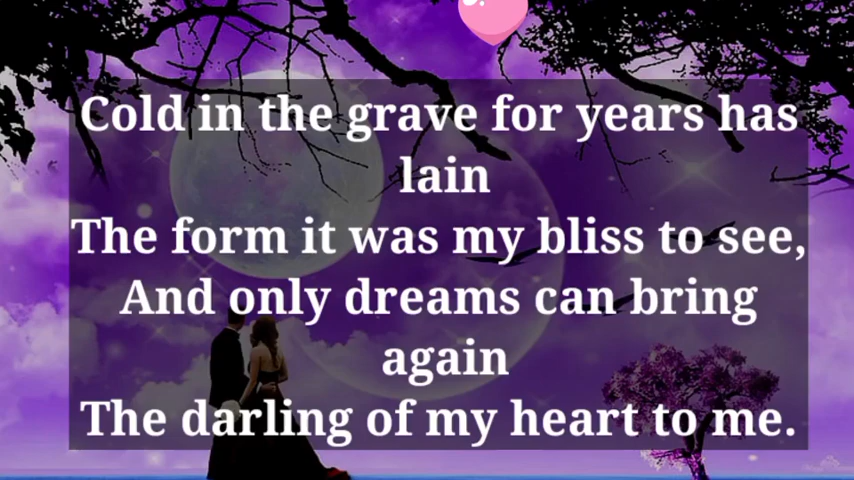 Cold in the grave for years has
lain
The form it was my bliss to see,
And only dreams can bring
again
The darling of my heart to me.